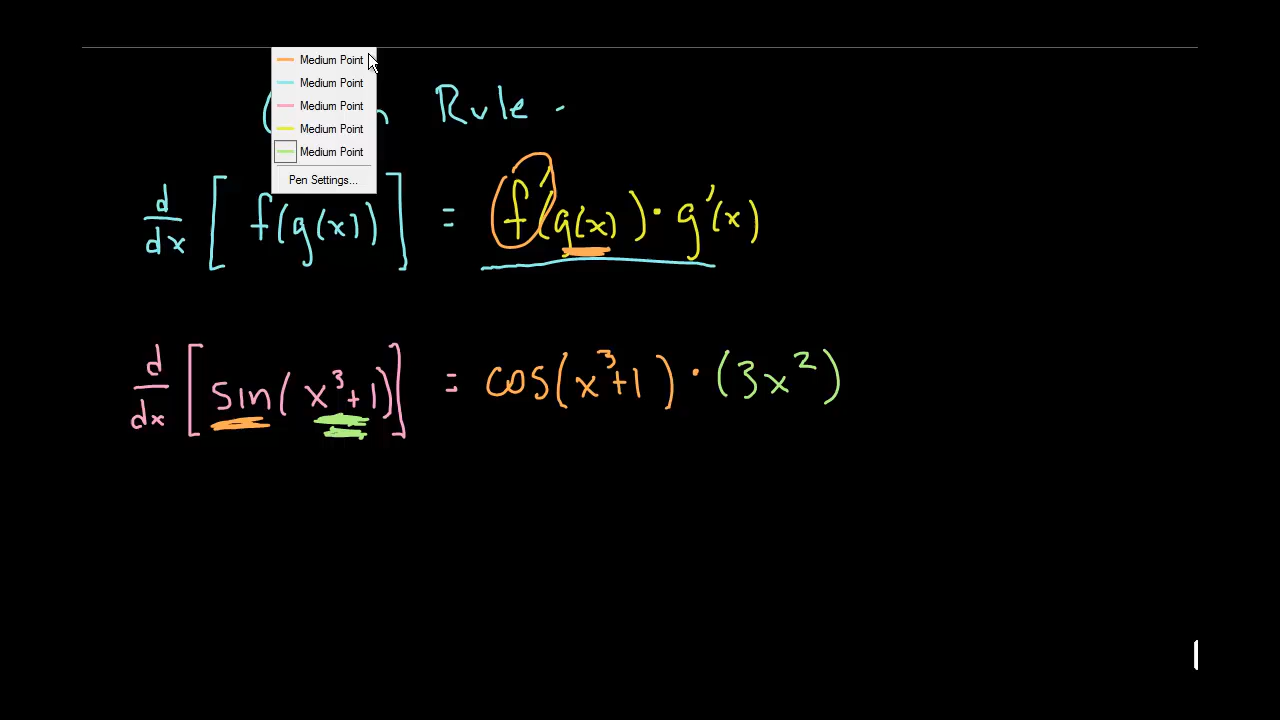 Medium Point
Medium Point
Medium Point
Medium Point
Medium Point
Pen Settings...
Rule -
d/dx [ f(g(x)) ] = f'(g(x)) · g'(x)
d/dx [ sin( x³+1) ] = cos(x³+1) · (3x²)